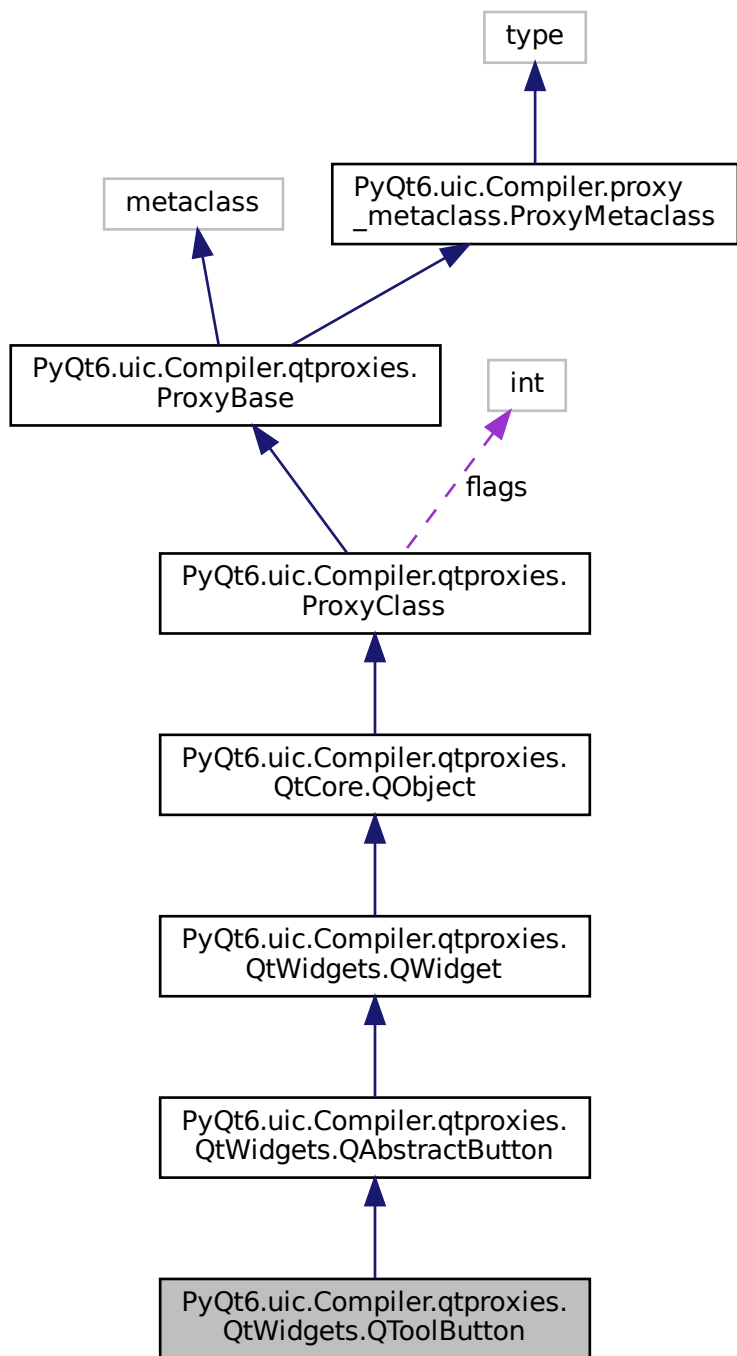 type
PyQt6.uic.Compiler.proxy
_metaclass.ProxyMetaclass
metaclass
PyQt6.uic.Compiler.qtproxies.
ProxyBase
int
flags
PyQt6.uic.Compiler.qtproxies.
ProxyClass
PyQt6.uic.Compiler.qtproxies.
QtCore.QObject
PyQt6.uic.Compiler.qtproxies.
QtWidgets.QWidget
PyQt6.uic.Compiler.qtproxies.
QtWidgets.QAbstractButton
PyQt6.uic.Compiler.qtproxies.
QtWidgets.QToolButton